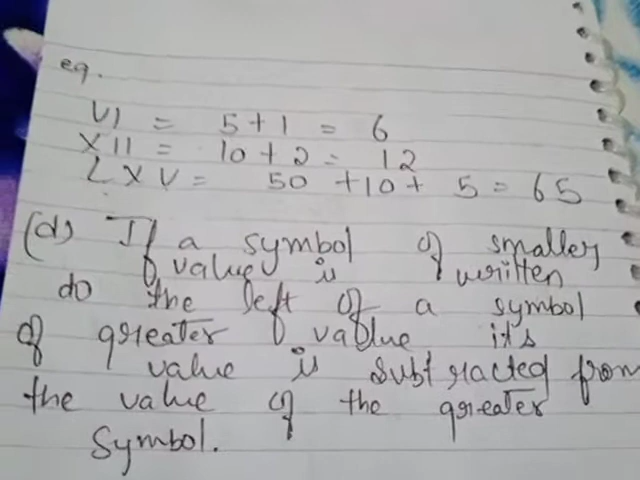 eg.
VI = 5 + 1 = 6
XII = 10 + 2 = 12
LXV = 50 + 10 + 5 = 65
(d) If a symbol of smaller
value is written
do the left of a symbol
of greater value it's
value is subtracted from
the value of the greater
symbol.